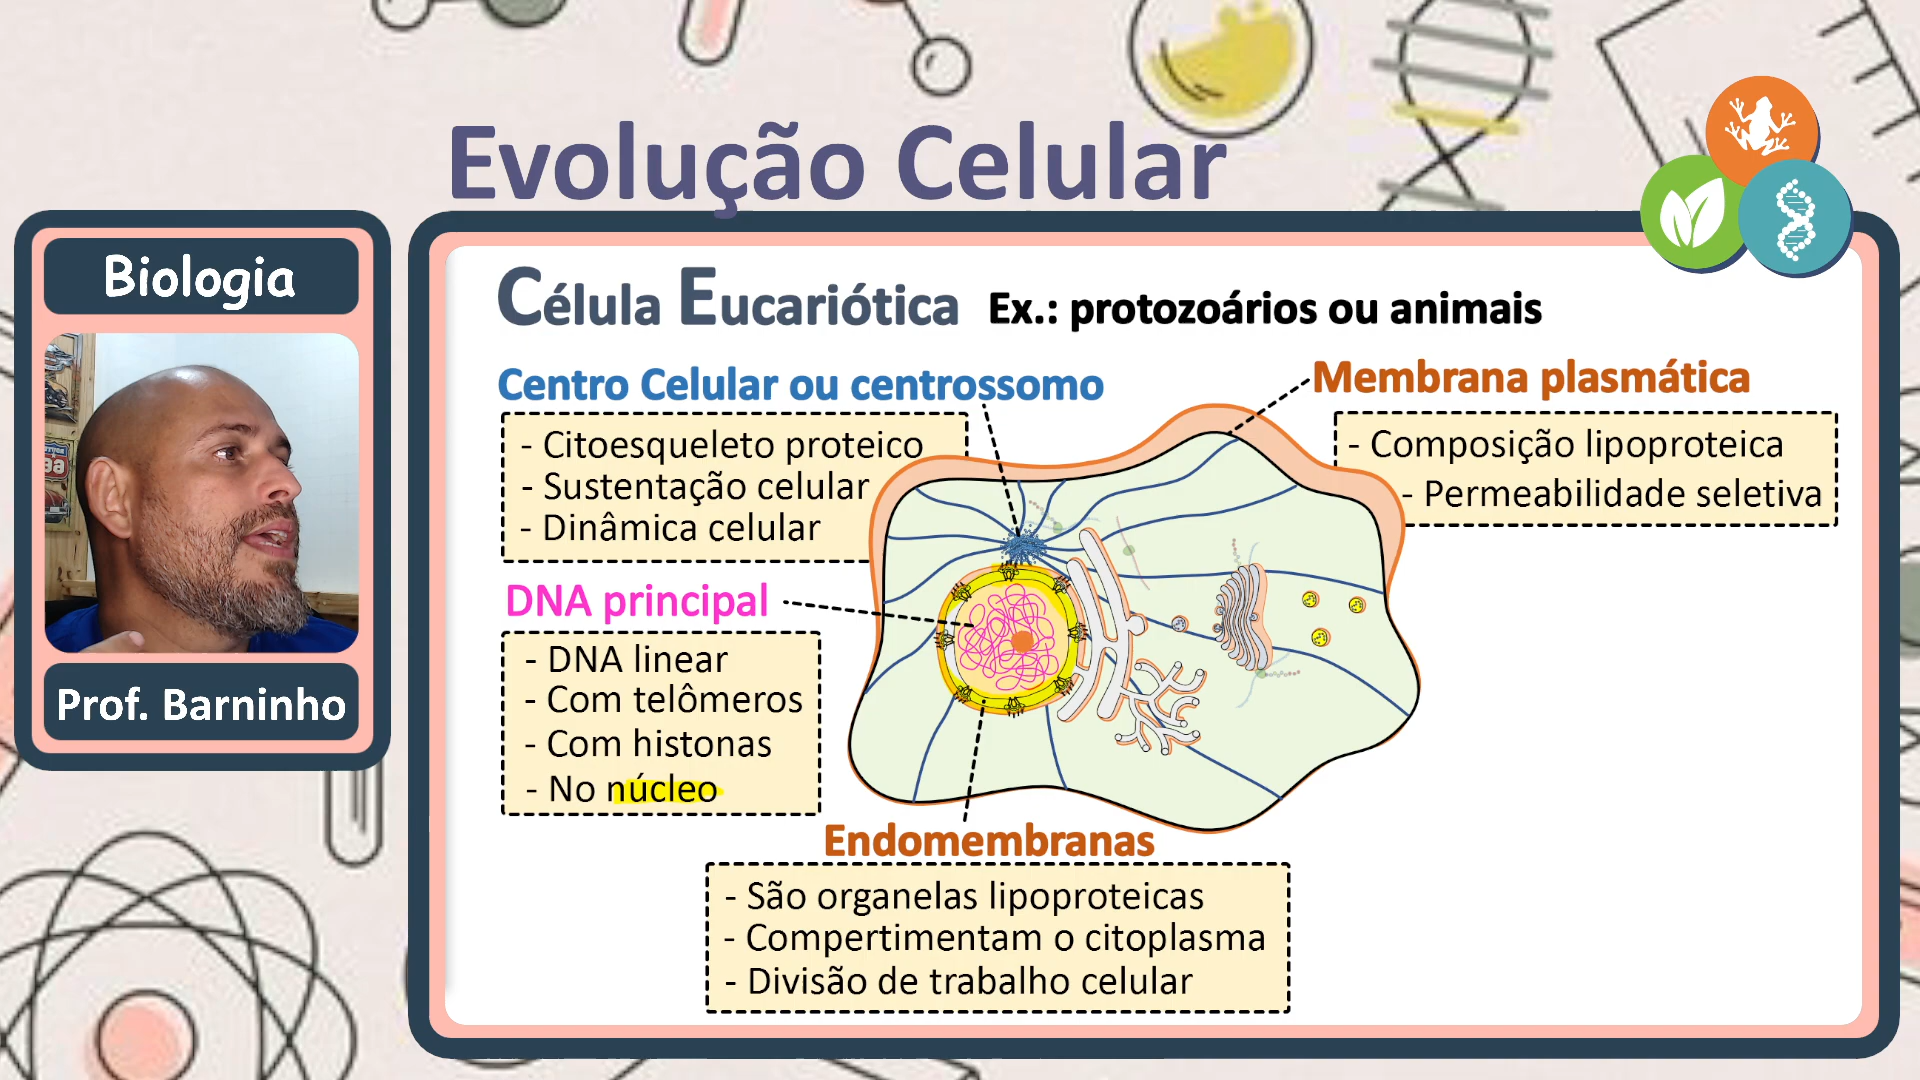 Evolução Celular
Biologia
Prof. Barninho
Célula Eucariótica Ex.: protozoários ou animais
Centro Celular ou centrossomo
- Citoesqueleto proteico
- Sustentação celular
- Dinâmica celular
Membrana plasmática
- Composição lipoproteica
- Permeabilidade seletiva
DNA principal
- DNA linear
- Com telômeros
- Com histonas
- No núcleo
Endomembranas
- São organelas lipoproteicas
- Compertimentam o citoplasma
- Divisão de trabalho celular